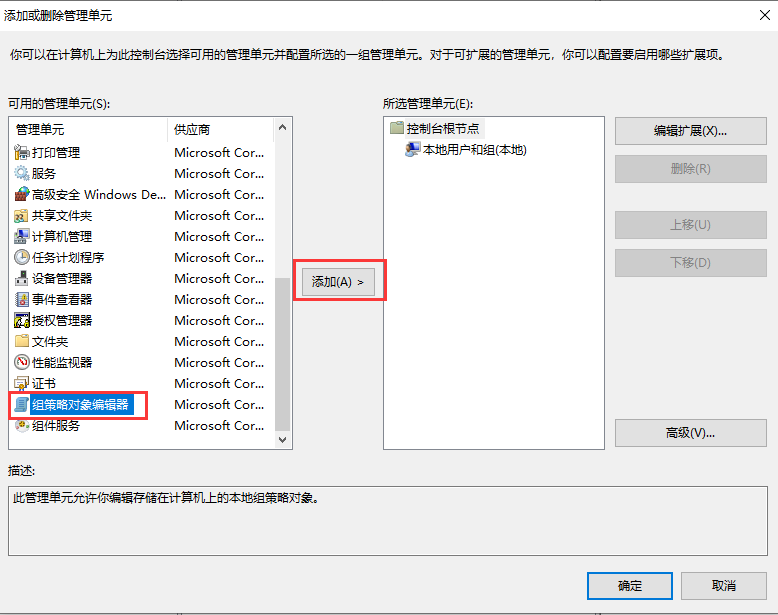 添加或删除管理单元
你可以在计算机上为此控制台选择可用的管理单元并配置所选的一组管理单元。对于可扩展的管理单元，你可以配置要启用哪些扩展项。
可用的管理单元(S):
管理单元 供应商
打印管理 Microsoft Cor...
服务 Microsoft Cor...
高级安全 Windows De... Microsoft Cor...
共享文件夹 Microsoft Cor...
计算机管理 Microsoft Cor...
任务计划程序 Microsoft Cor...
设备管理器 Microsoft Cor...
事件查看器 Microsoft Cor...
授权管理器 Microsoft Cor...
文件夹 Microsoft Cor...
性能监视器 Microsoft Cor...
证书 Microsoft Cor...
组策略对象编辑器 Microsoft Cor...
组件服务 Microsoft Cor...
添加(A) >
所选管理单元(E):
控制台根节点
本地用户和组(本地)
编辑扩展(X)...
删除(R)
上移(U)
下移(D)
高级(V)...
描述:
此管理单元允许你编辑存储在计算机上的本地组策略对象。
确定
取消